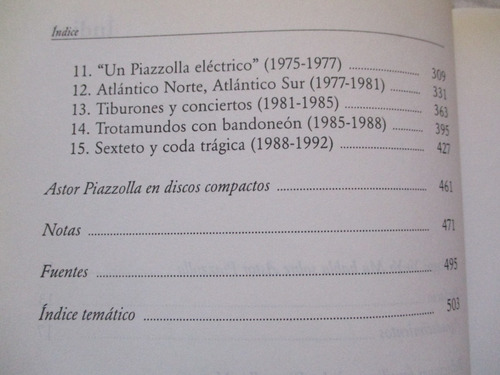 Índice
11. “Un Piazzolla eléctrico” (1975-1977) 309
12. Atlántico Norte, Atlántico Sur (1977-1981) 331
13. Tiburones y conciertos (1981-1985) 363
14. Trotamundos con bandoneón (1985-1988) 395
15. Sexteto y coda trágica (1988-1992) 427
Astor Piazzolla en discos compactos 461
Notas 471
Fuentes 495
Índice temático 503